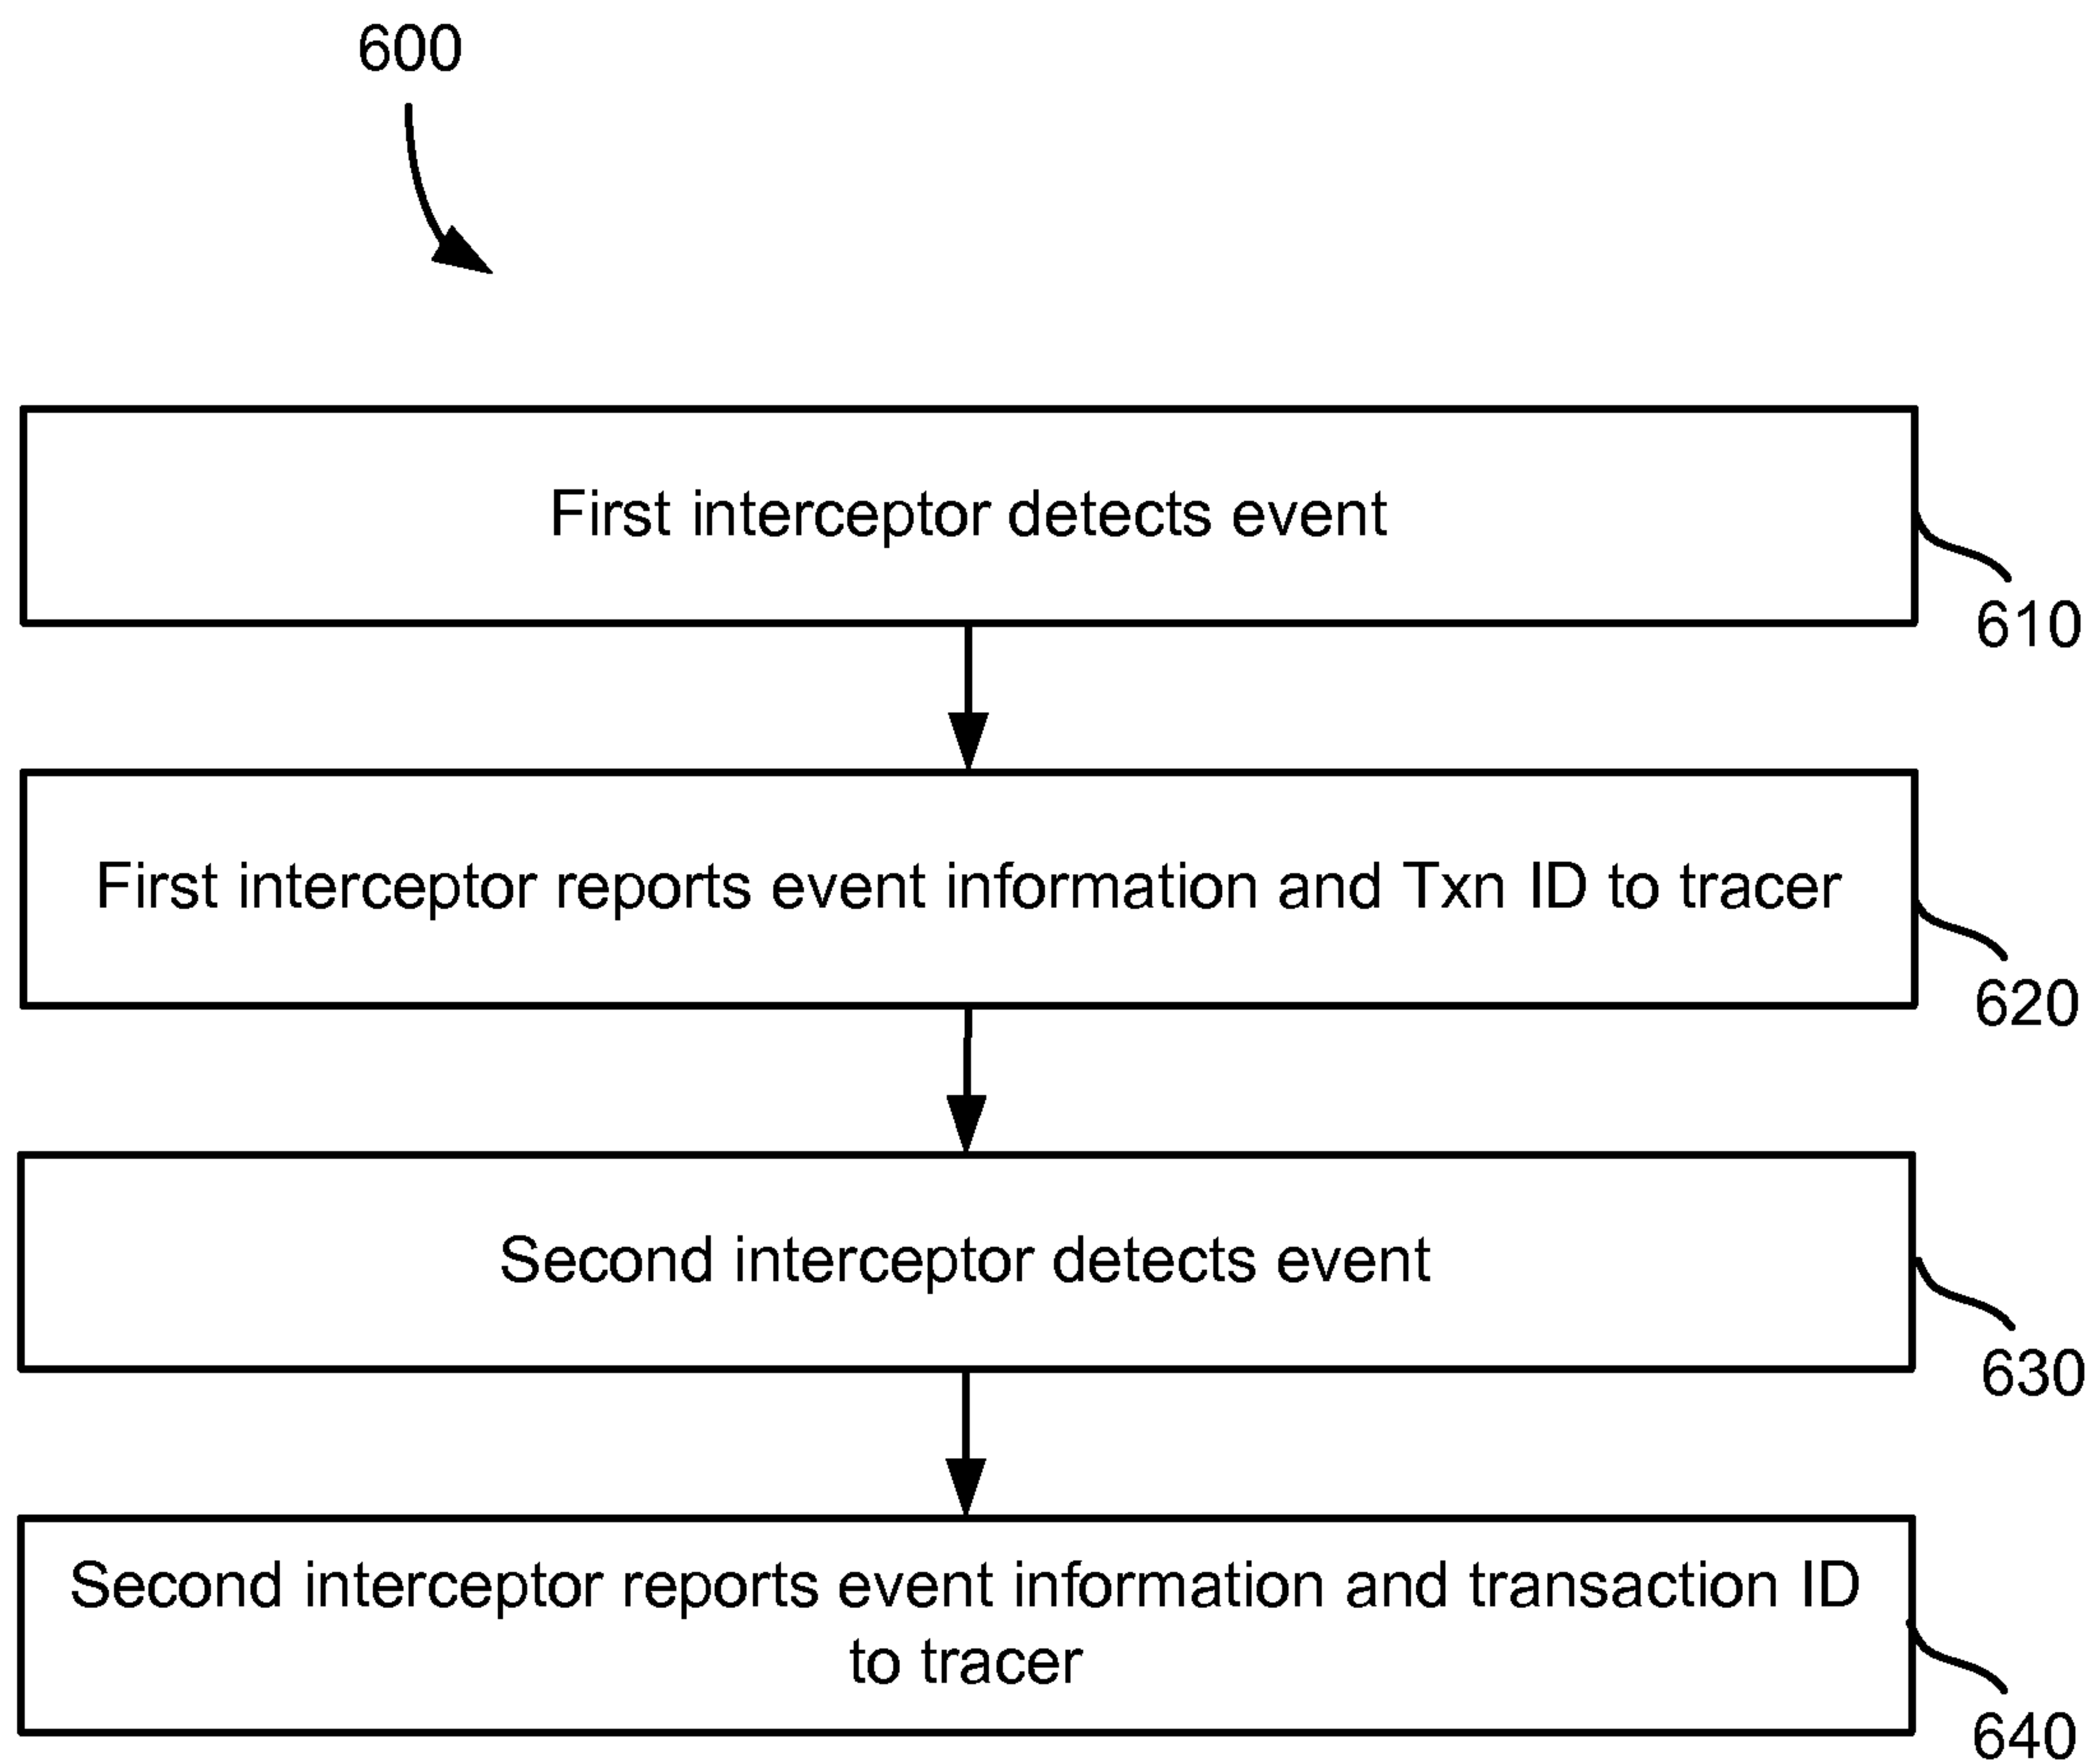 600
First interceptor detects event
610
First interceptor reports event information and Txn ID to tracer
620
Second interceptor detects event
630
Second interceptor reports event information and transaction ID
to tracer
640